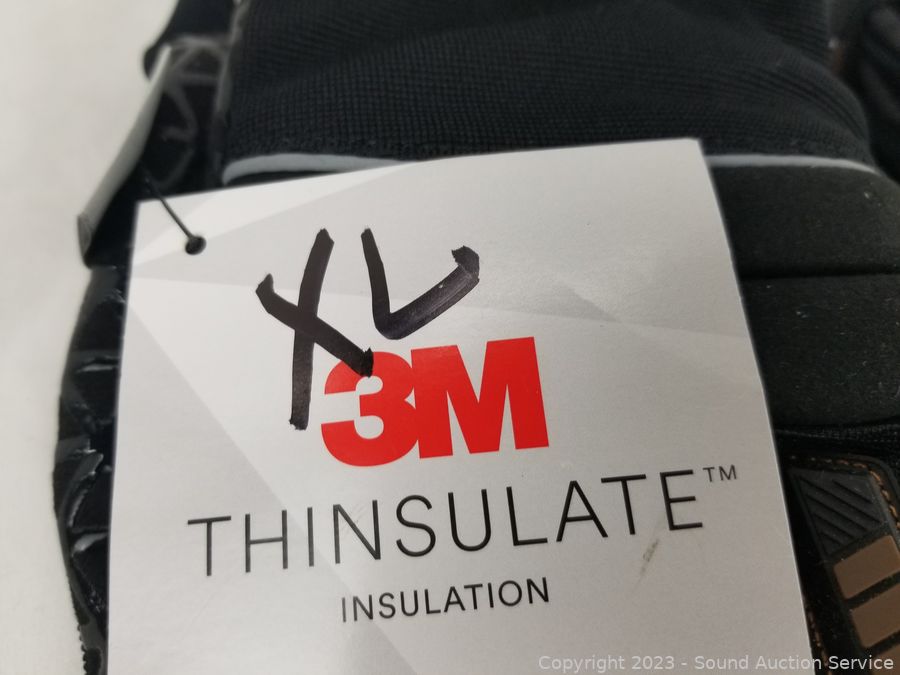 XL
3M
THINSULATE™
INSULATION
Copyright 2023 - Sound Auction Service